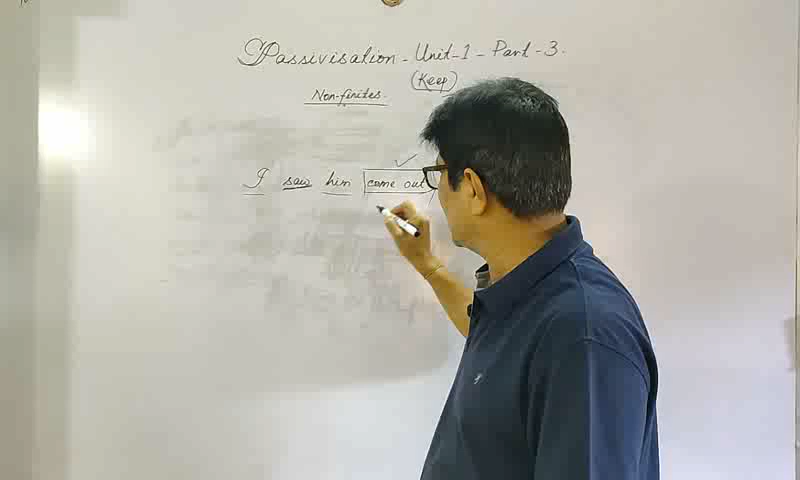 Passivisation - Unit-1 - Part-3.
(Keep)
Non-finites.
I saw him come out